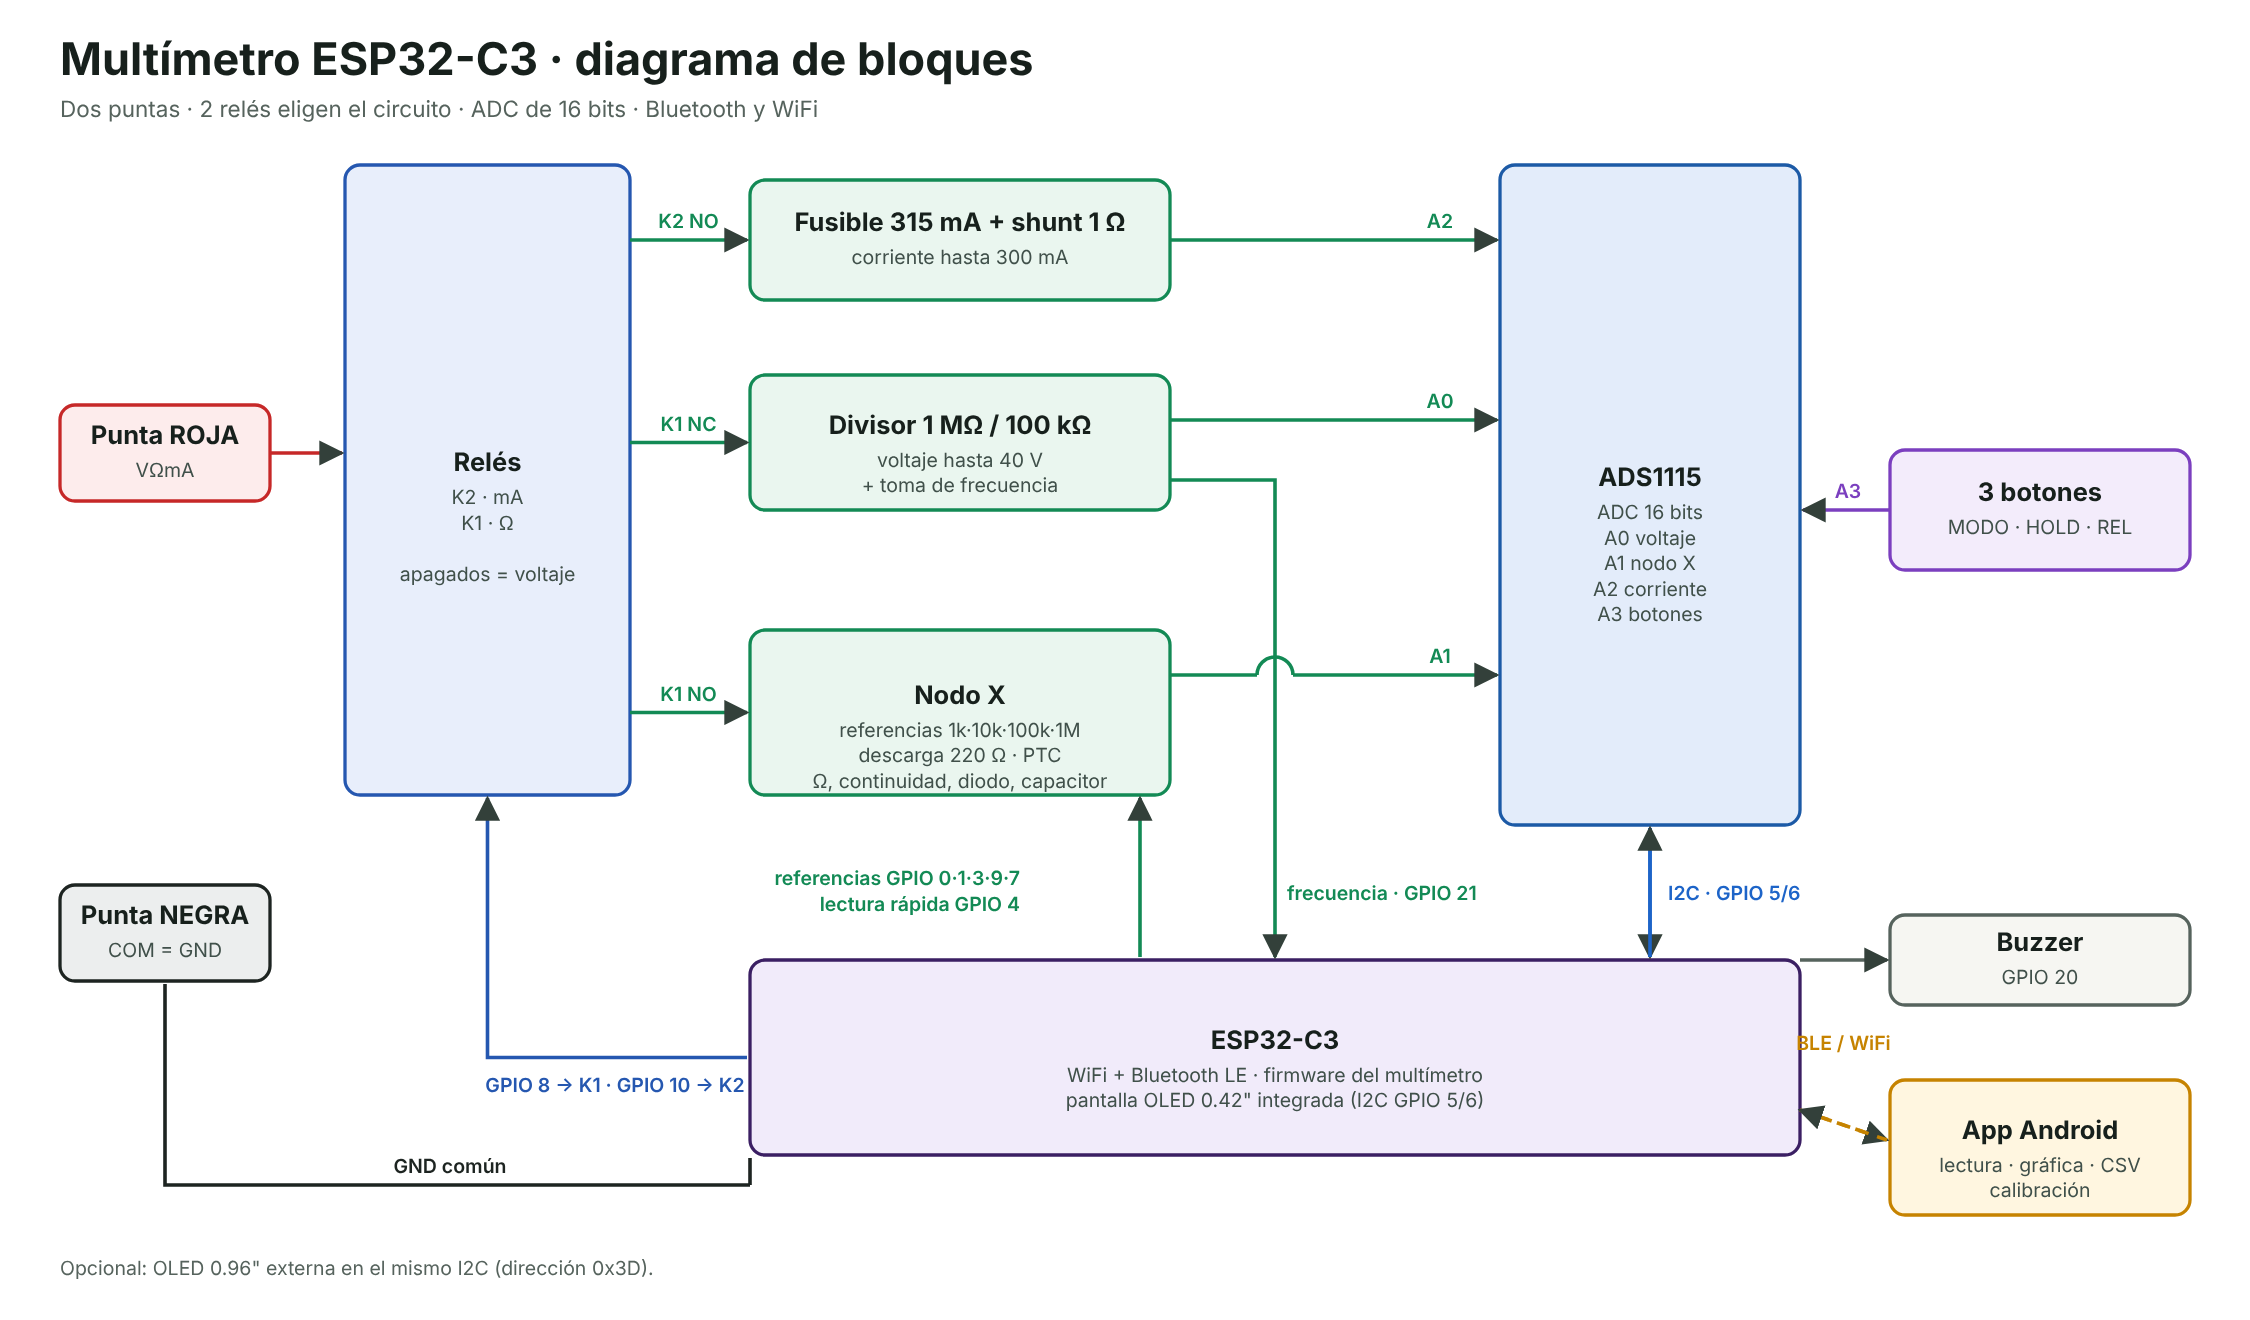 Multímetro ESP32-C3 · diagrama de bloques
Dos puntas · 2 relés eligen el circuito · ADC de 16 bits · Bluetooth y WiFi
Punta ROJA
VΩmA
Relés
K2 · mA
K1 · Ω
apagados = voltaje
K2 NO
Fusible 315 mA + shunt 1 Ω
corriente hasta 300 mA
A2
K1 NC
Divisor 1 MΩ / 100 kΩ
voltaje hasta 40 V
+ toma de frecuencia
A0
K1 NO
Nodo X
referencias 1k·10k·100k·1M
descarga 220 Ω · PTC
Ω, continuidad, diodo, capacitor
A1
ADS1115
ADC 16 bits
A0 voltaje
A1 nodo X
A2 corriente
A3 botones
A3
3 botones
MODO · HOLD · REL
Punta NEGRA
COM = GND
referencias GPIO 0·1·3·9·7
lectura rápida GPIO 4
frecuencia · GPIO 21
I2C · GPIO 5/6
Buzzer
GPIO 20
ESP32-C3
WiFi + Bluetooth LE · firmware del multímetro
pantalla OLED 0.42" integrada (I2C GPIO 5/6)
BLE / WiFi
GPIO 8 → K1 · GPIO 10 → K2
App Android
lectura · gráfica · CSV
calibración
GND común
Opcional: OLED 0.96" externa en el mismo I2C (dirección 0x3D).